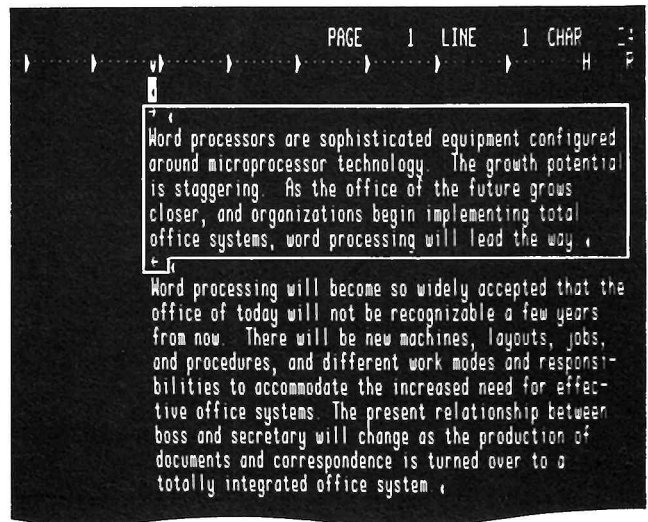 PAGE 1 LINE 1 CHAR
H
Word processors are sophisticated equipment configured
around microprocessor technology. The growth potential
is staggering. As the office of the future grows
closer, and organizations begin implementing total
office systems, word processing will lead the way
Word processing will become so widely accepted that the
office of today will not be recognizable a few years
from now. There will be new machines, layouts, jobs,
and procedures, and different work modes and responsi-
bilities to accommodate the increased need for effec-
tive office systems. The present relationship between
boss and secretary will change as the production of
documents and correspondence is turned over to a
totally integrated office system